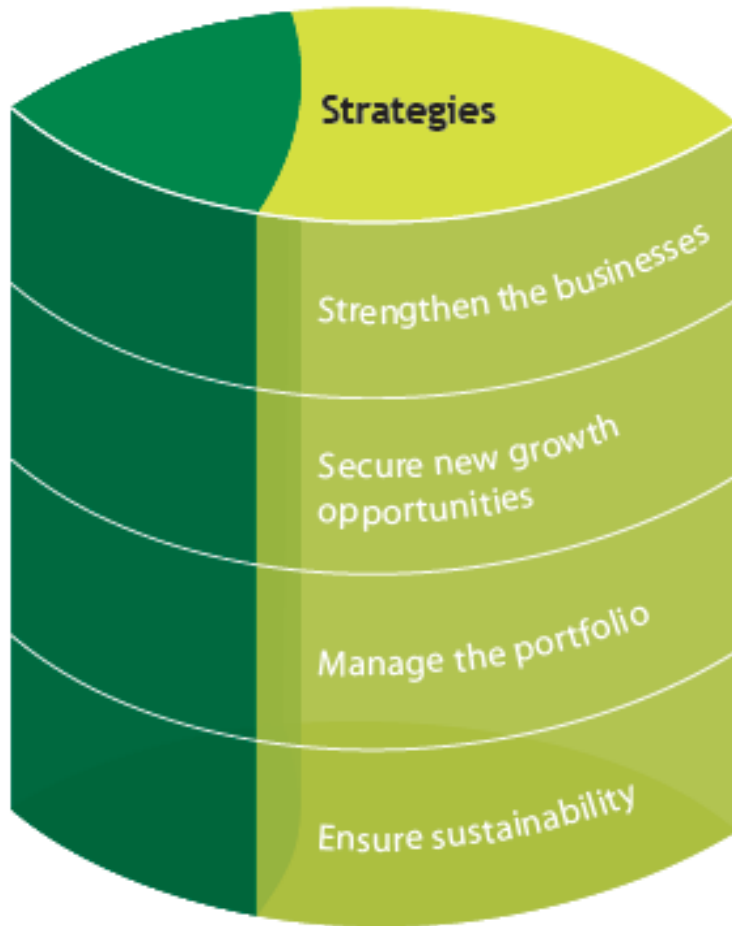 Strategies
Strengthen the businesses
Secure new growth
opportunities
Manage the portfolio
Ensure sustainability